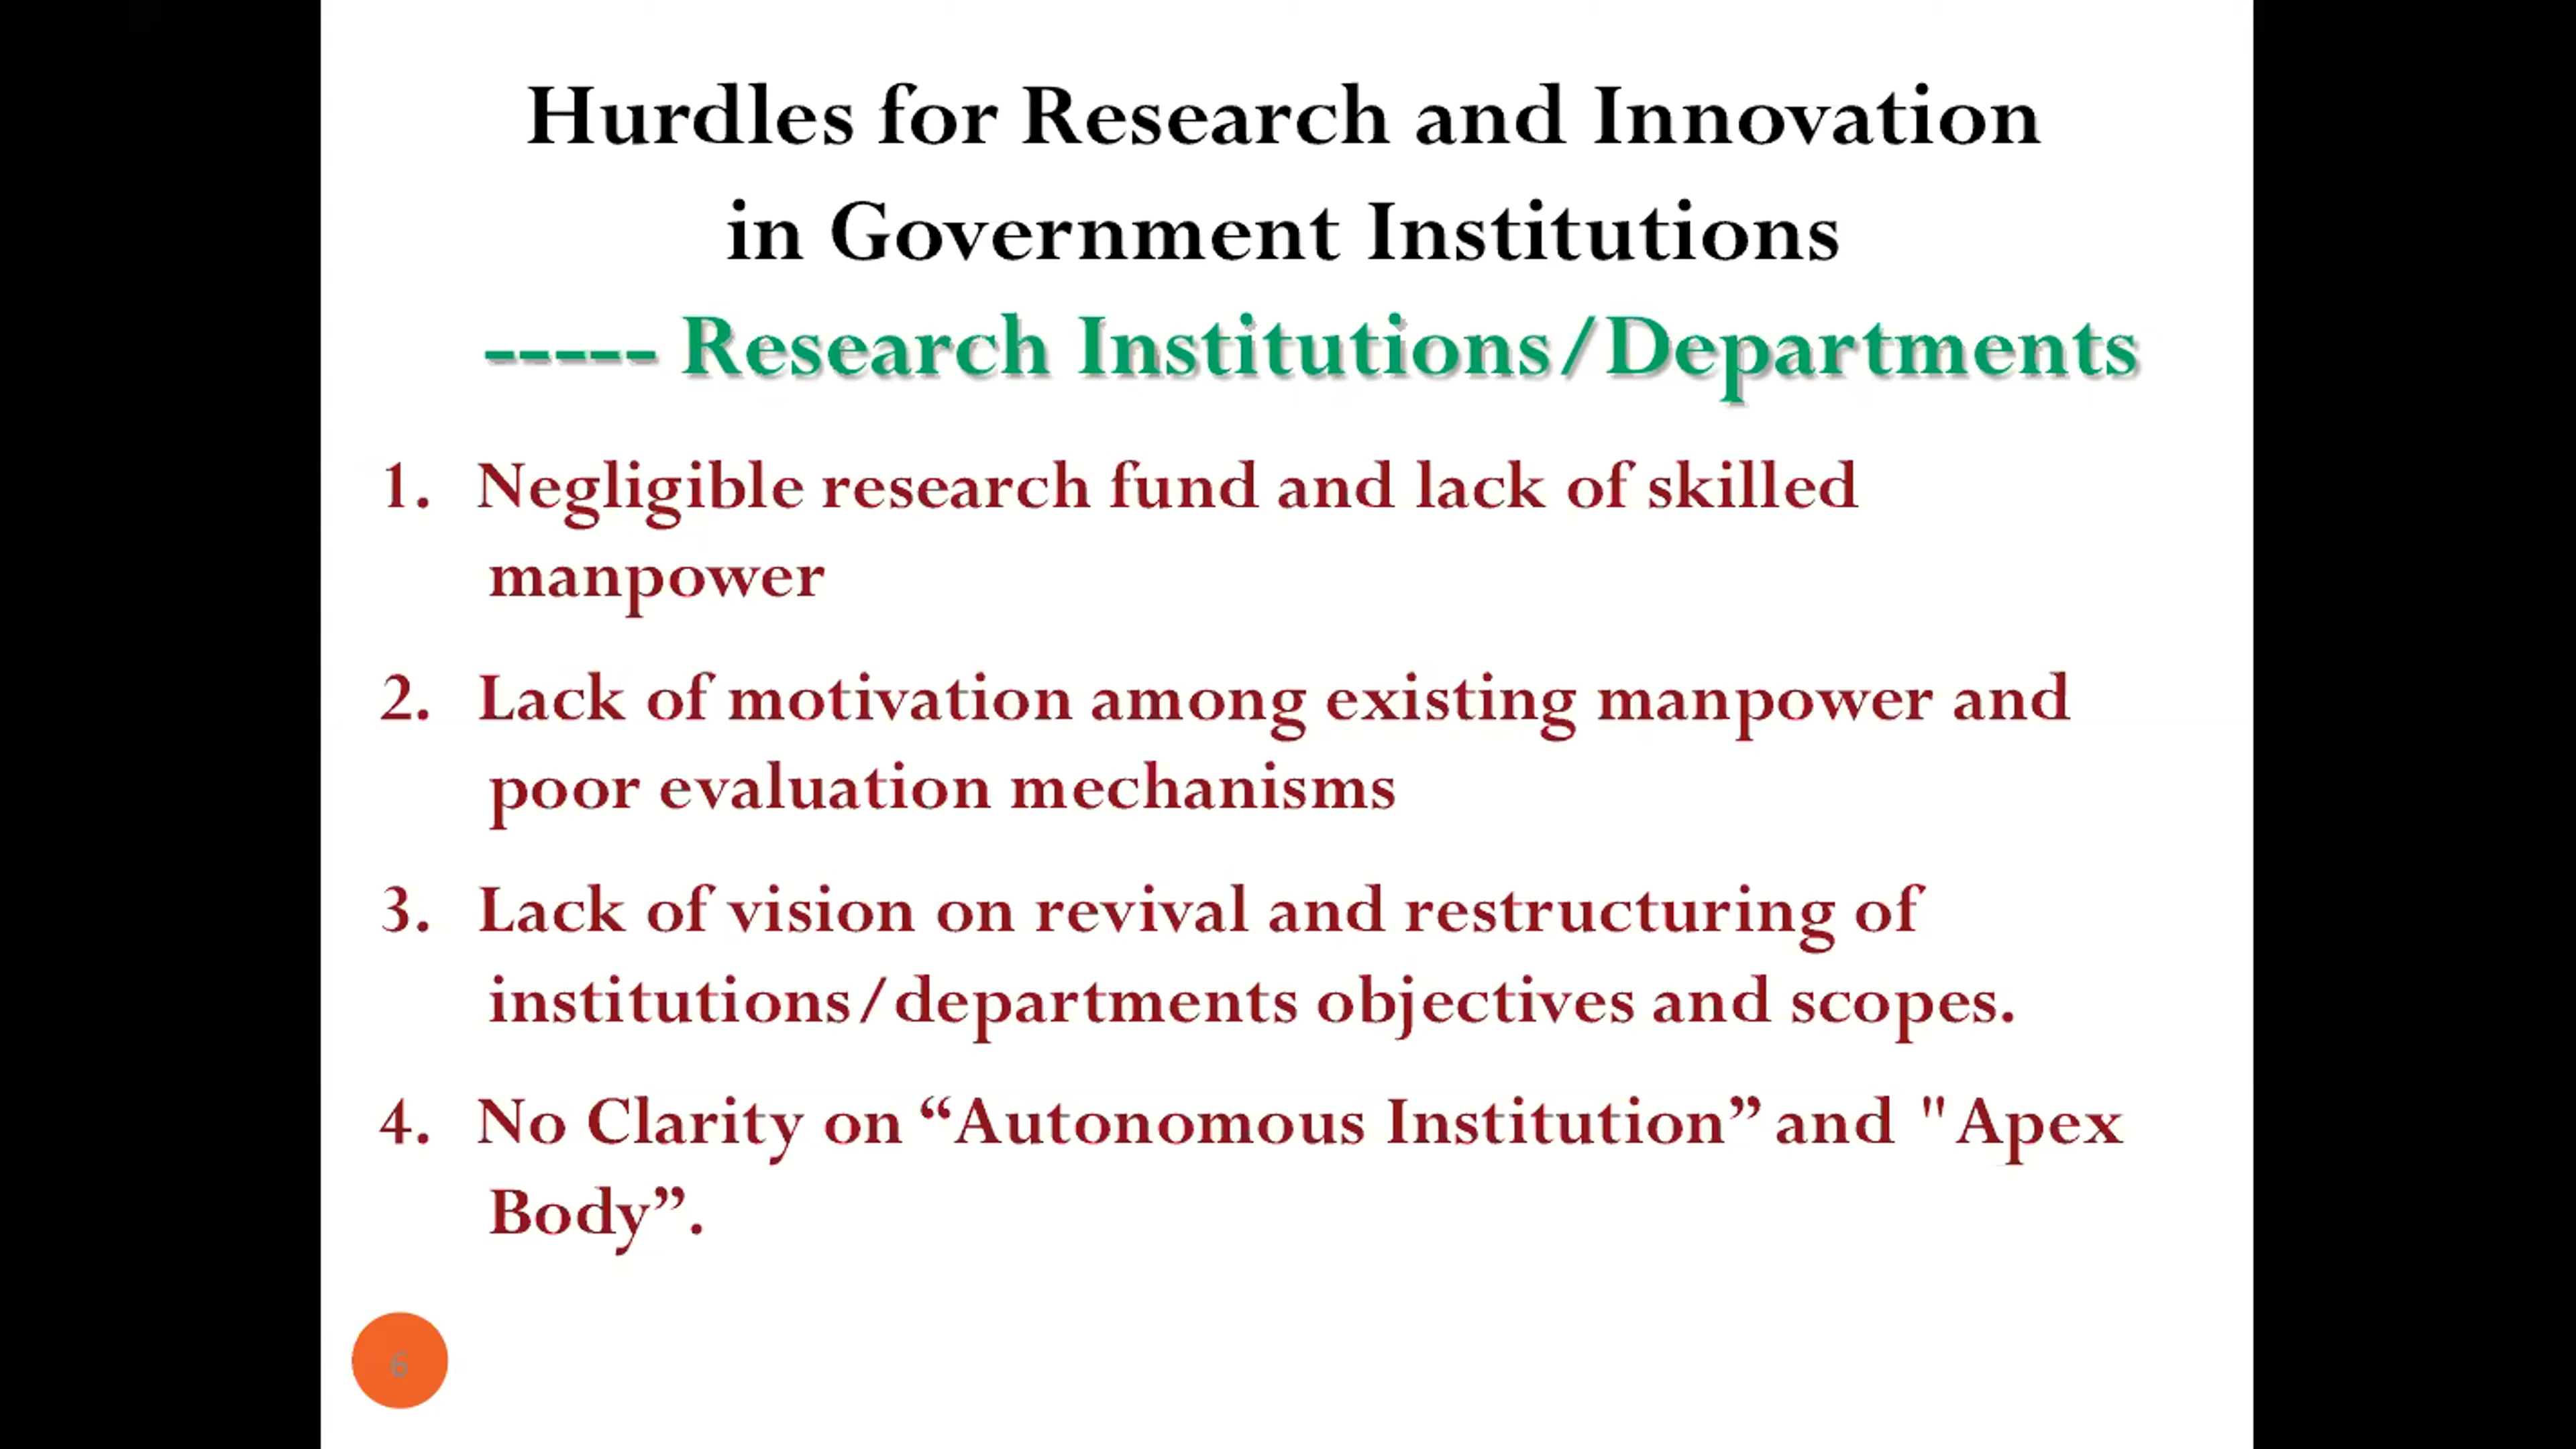 Hurdles for Research and Innovation
in Government Institutions
----- Research Institutions/Departments
1. Negligible research fund and lack of skilled
manpower
2. Lack of motivation among existing manpower and
poor evaluation mechanisms
3. Lack of vision on revival and restructuring of
institutions/departments objectives and scopes.
4. No Clarity on “Autonomous Institution” and "Apex
Body”.
6